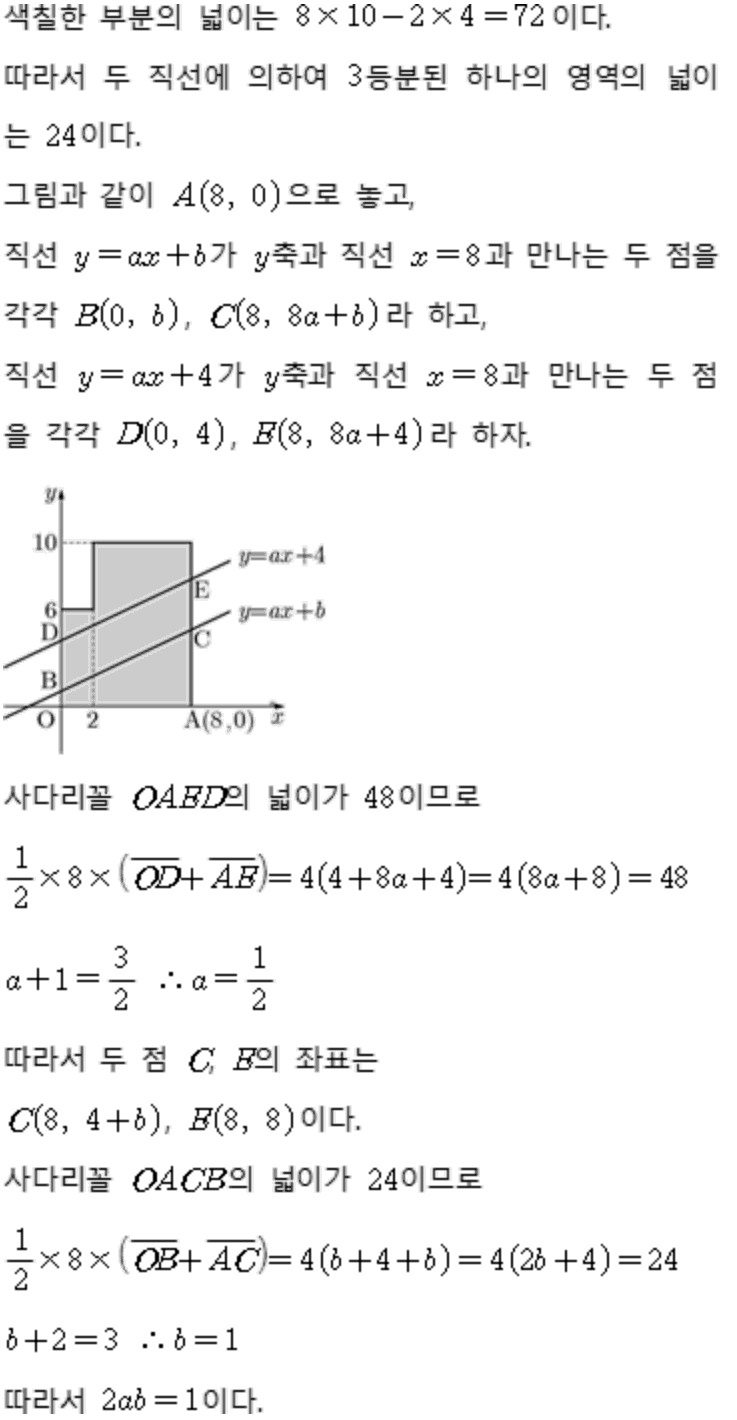 색칠한 부분의 넓이는 8×10−2×4=72이다.
따라서 두 직선에 의하여 3등분된 하나의 영역의 넓이
는 24이다.
그림과 같이 A(8, 0)으로 놓고,
직선 y=ax+b가 y축과 직선 x=8과 만나는 두 점을
각각 B(0, b), C(8, 8a+b)라 하고,
직선 y=ax+4가 y축과 직선 x=8과 만나는 두 점
을 각각 D(0, 4), E(8, 8a+4)라 하자.
y
10
y=ax+4
E
6
y=ax+b
D
C
B
O 2 A(8,0) x
사다리꼴 OAED의 넓이가 48이므로
1/2×8×(\overline{OD}+\overline{AE})=4(4+8a+4)=4(8a+8)=48
a+1=3/2 ∴a=1/2
따라서 두 점 C, E의 좌표는
C(8, 4+b), E(8, 8)이다.
사다리꼴 OACB의 넓이가 24이므로
1/2×8×(\overline{OB}+\overline{AC})=4(b+4+b)=4(2b+4)=24
b+2=3 ∴b=1
따라서 2ab=1이다.